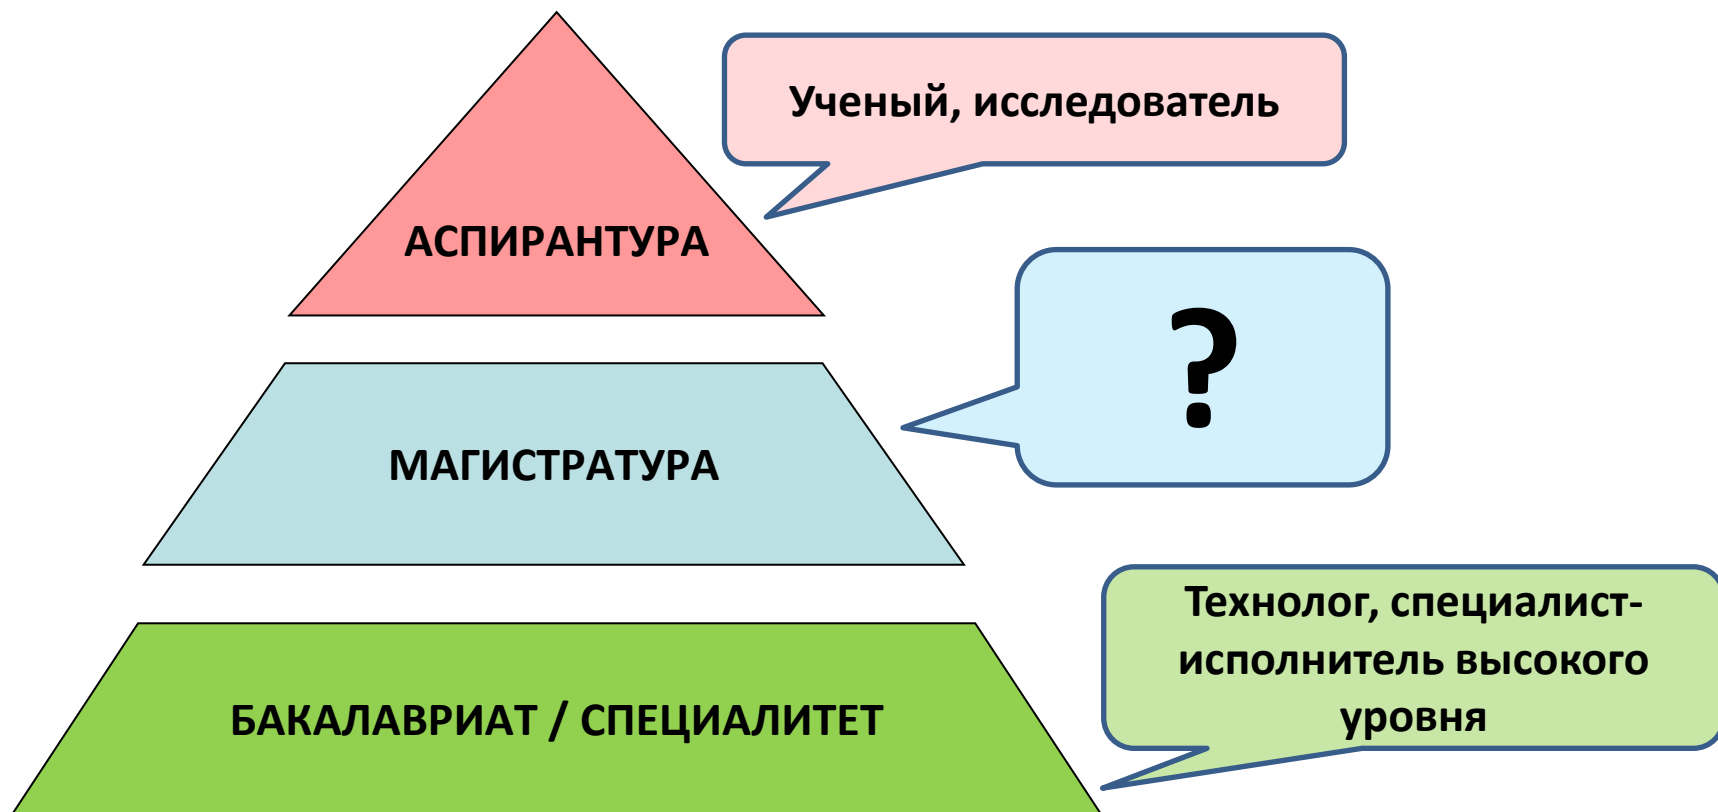 Ученый, исследователь
АСПИРАНТУРА
?
МАГИСТРАТУРА
Технолог, специалист-
исполнитель высокого
уровня
БАКАЛАВРИАТ / СПЕЦИАЛИТЕТ